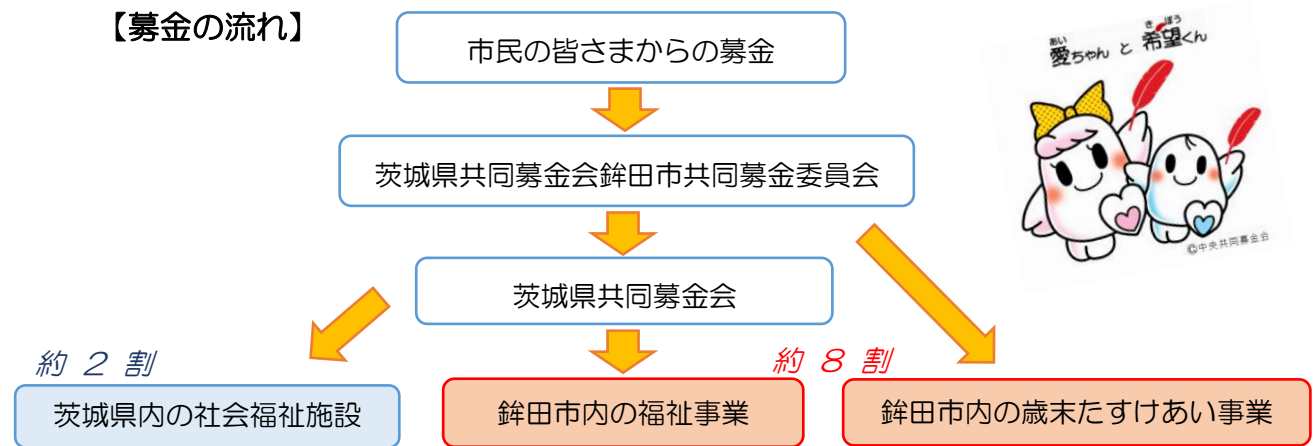 【募金の流れ】
市民の皆さまからの募金
あい き ぼう
愛ちゃん と 希望くん
茨城県共同募金会鉾田市共同募金委員会
©中央共同募金会
茨城県共同募金会
約 2 割
約 8 割
茨城県内の社会福祉施設
鉾田市内の福祉事業
鉾田市内の歳末たすけあい事業